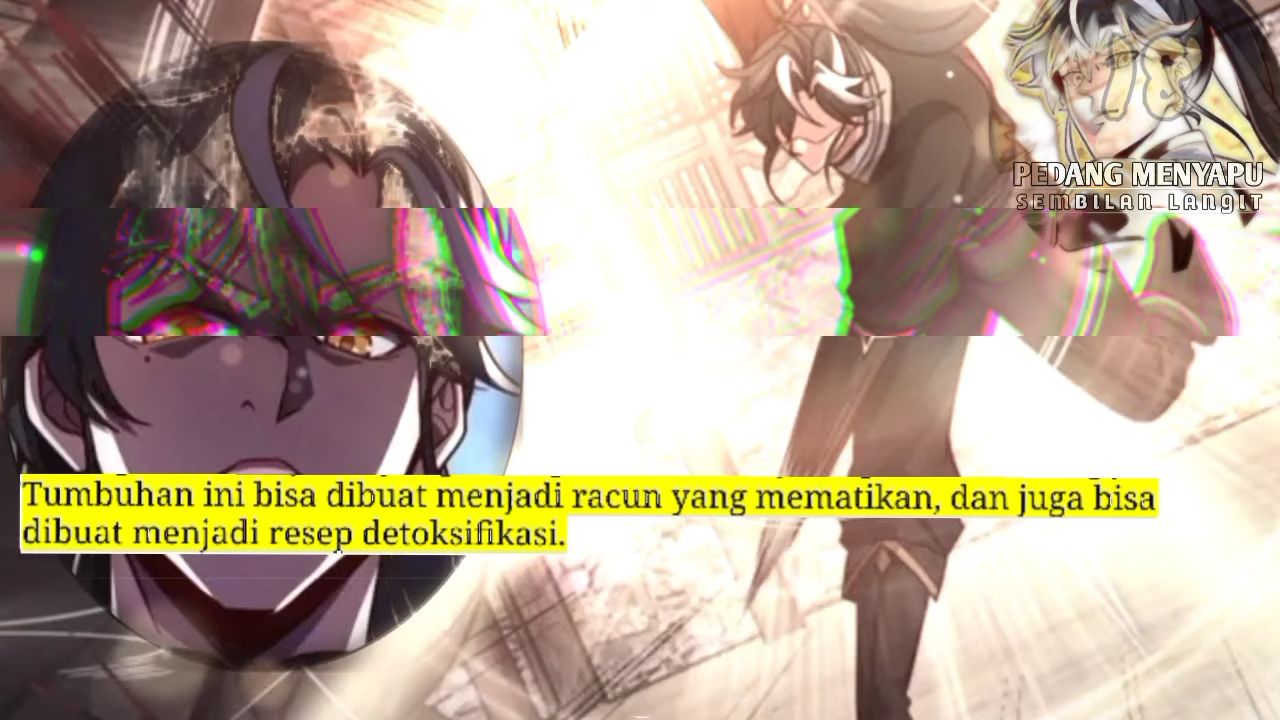 18
PEDANG MENYAPU
SEMBILAN LANGIT
Tumbuhan ini bisa dibuat menjadi racun yang mematikan, dan juga bisa
dibuat menjadi resep detoksifikasi.